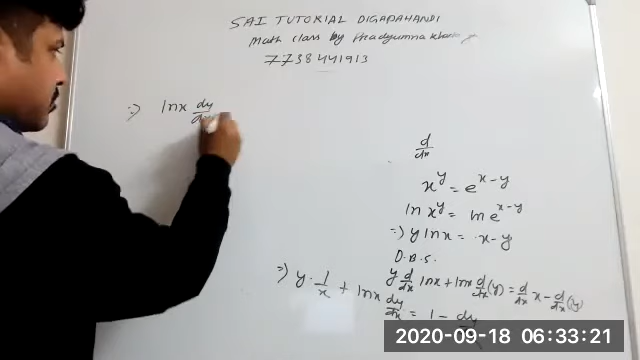 SAI TUTORIAL DIGAPAHANDI
Math class by Pradyumna
7738441913
∴) ln x dy/dx
d/dx
x^y = e^(x-y)
ln x^y = ln e^(x-y)
=) y ln x = x-y
D.B.S.
y d/dx ln x + ln x d/dx (y) = d/dx x - d/dx (y)
=) y. 1/x + ln x dy/dx = 1 - dy
2020-09-18 06:33:21